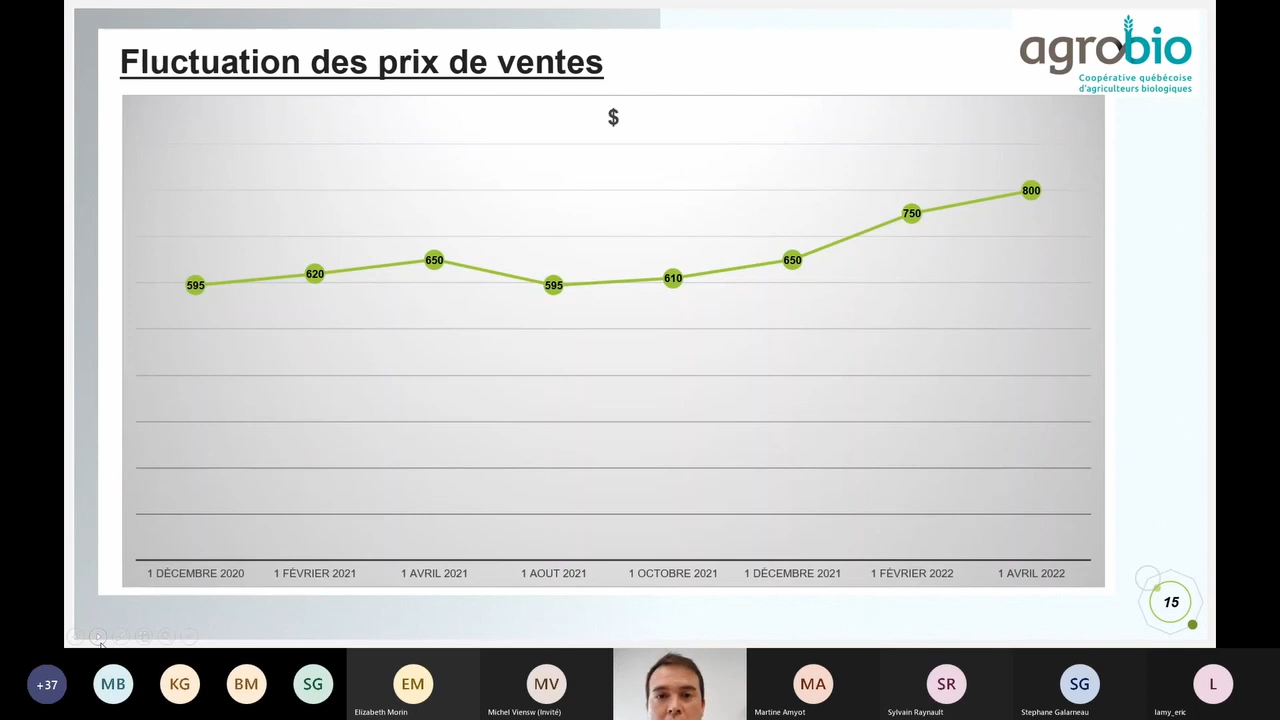 Fluctuation des prix de ventes
agrobio
Coopérative québécoise
d'agriculteurs biologiques
$
595
620
650
595
610
650
750
800
1 DÉCEMBRE 2020
1 FÉVRIER 2021
1 AVRIL 2021
1 AOUT 2021
1 OCTOBRE 2021
1 DÉCEMBRE 2021
1 FÉVRIER 2022
1 AVRIL 2022
15
+37
MB
KG
BM
SG
EM
Elizabeth Morin
MV
Michel Viensw (Invité)
MA
Martine Amyot
SR
Sylvain Raynault
SG
Stephane Galarneau
L
lamy_eric